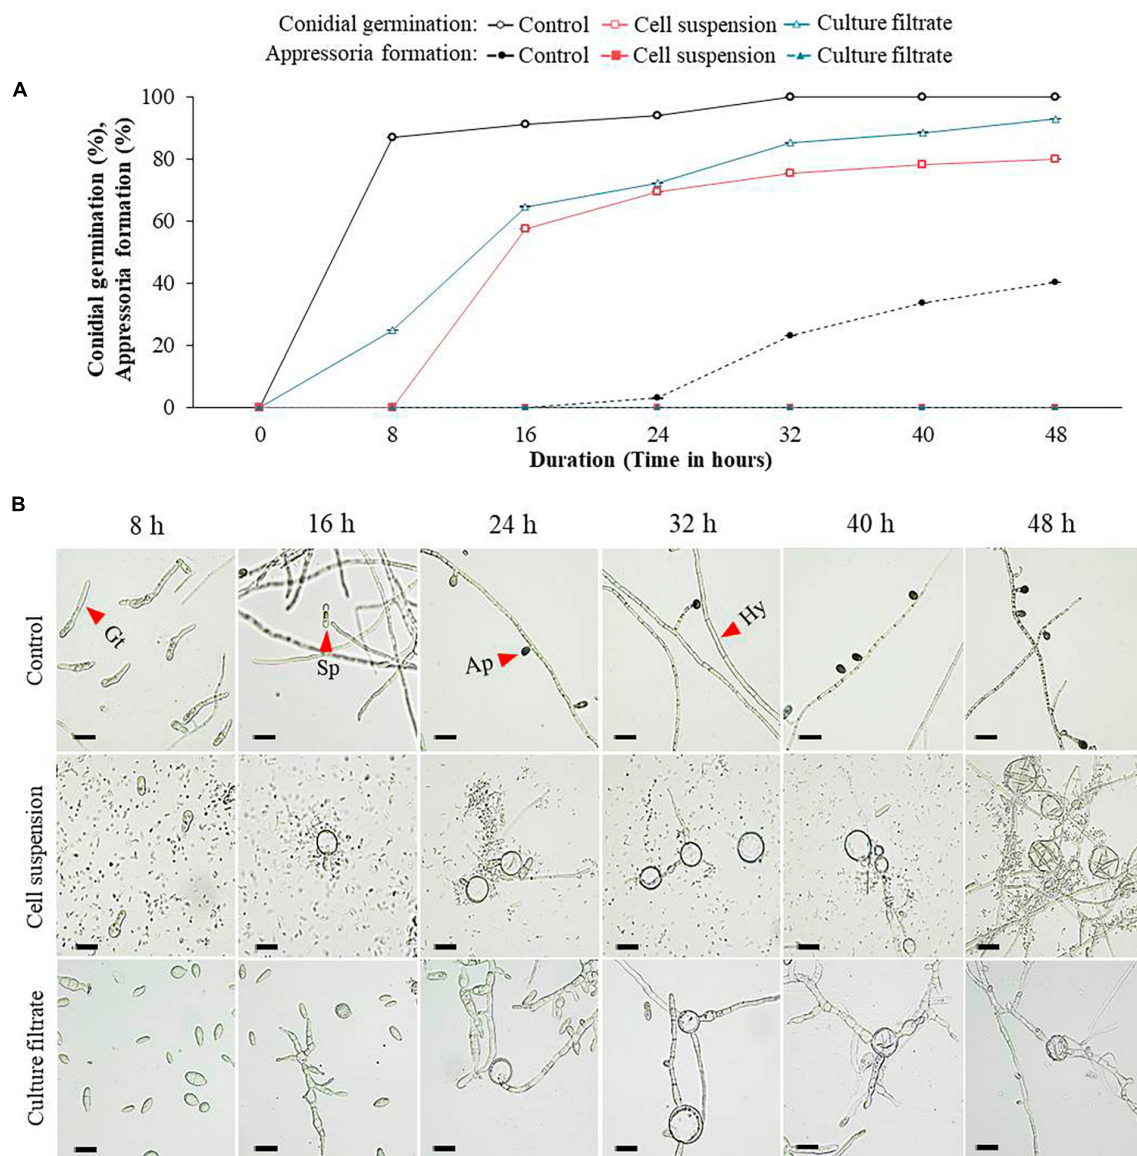 Conidial germination: Control Cell suspension Culture filtrate
Appressoria formation: Control Cell suspension Culture filtrate
A
Conidial germination (%),
Appressoria formation (%)
100
80
60
40
20
0
0 8 16 24 32 40 48
Duration (Time in hours)
B
8 h 16 h 24 h 32 h 40 h 48 h
Control
Gt
Sp
Ap
Hy
Cell suspension
Culture filtrate